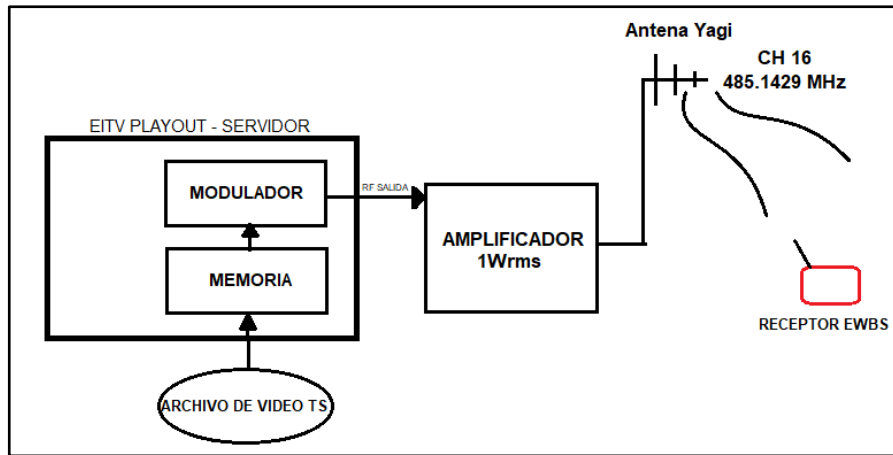 Antena Yagi
CH 16
485.1429 MHz
EITV PLAYOUT - SERVIDOR
MODULADOR
RF SALIDA
AMPLIFICADOR
1Wrms
MEMORIA
RECEPTOR EWBS
ARCHIVO DE VIDEO TS